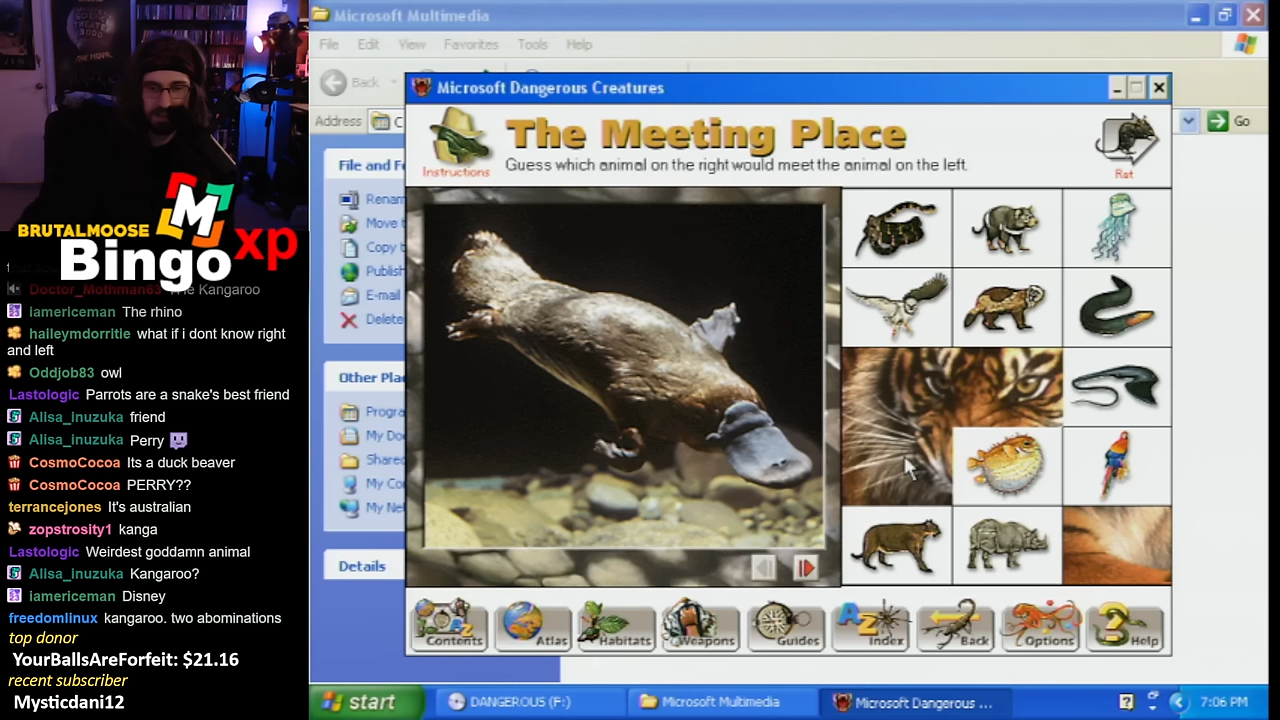 Microsoft Multimedia
File Edit View Favorites Tools Help
Back
Address C
Go
File and Fo
Renam
Move t
Copy t
Publish
E-mail
Delete
Other Plac
Progra
My Doc
Shared
My Co
My Ne
Details
Microsoft Dangerous Creatures
The Meeting Place
Guess which animal on the right would meet the animal on the left.
Instructions
Rat
Contents Atlas Habitats Weapons Guides Index Back Options Help
start DANGEROUS (F:) Microsoft Multimedia Microsoft Dangerous ... 7:06 PM
BRUTALMOOSE M
Bingo xp
Doctor_Mothman63 The Kangaroo
iamericeman The rhino
halleymdorritie what if i dont know right
and left
Oddjob83 owl
Lastologic Parrots are a snake's best friend
Alisa_inuzuka friend
Alisa_inuzuka Perry
CosmoCocoa Its a duck beaver
CosmoCocoa PERRY??
terrancejones It's australian
zopstrosity1 kanga
Lastologic Weirdest goddamn animal
Alisa_inuzuka Kangaroo?
iamericeman Disney
freedomlinux kangaroo. two abominations
top donor
YourBallsAreForfeit: $21.16
recent subscriber
Mysticdani12